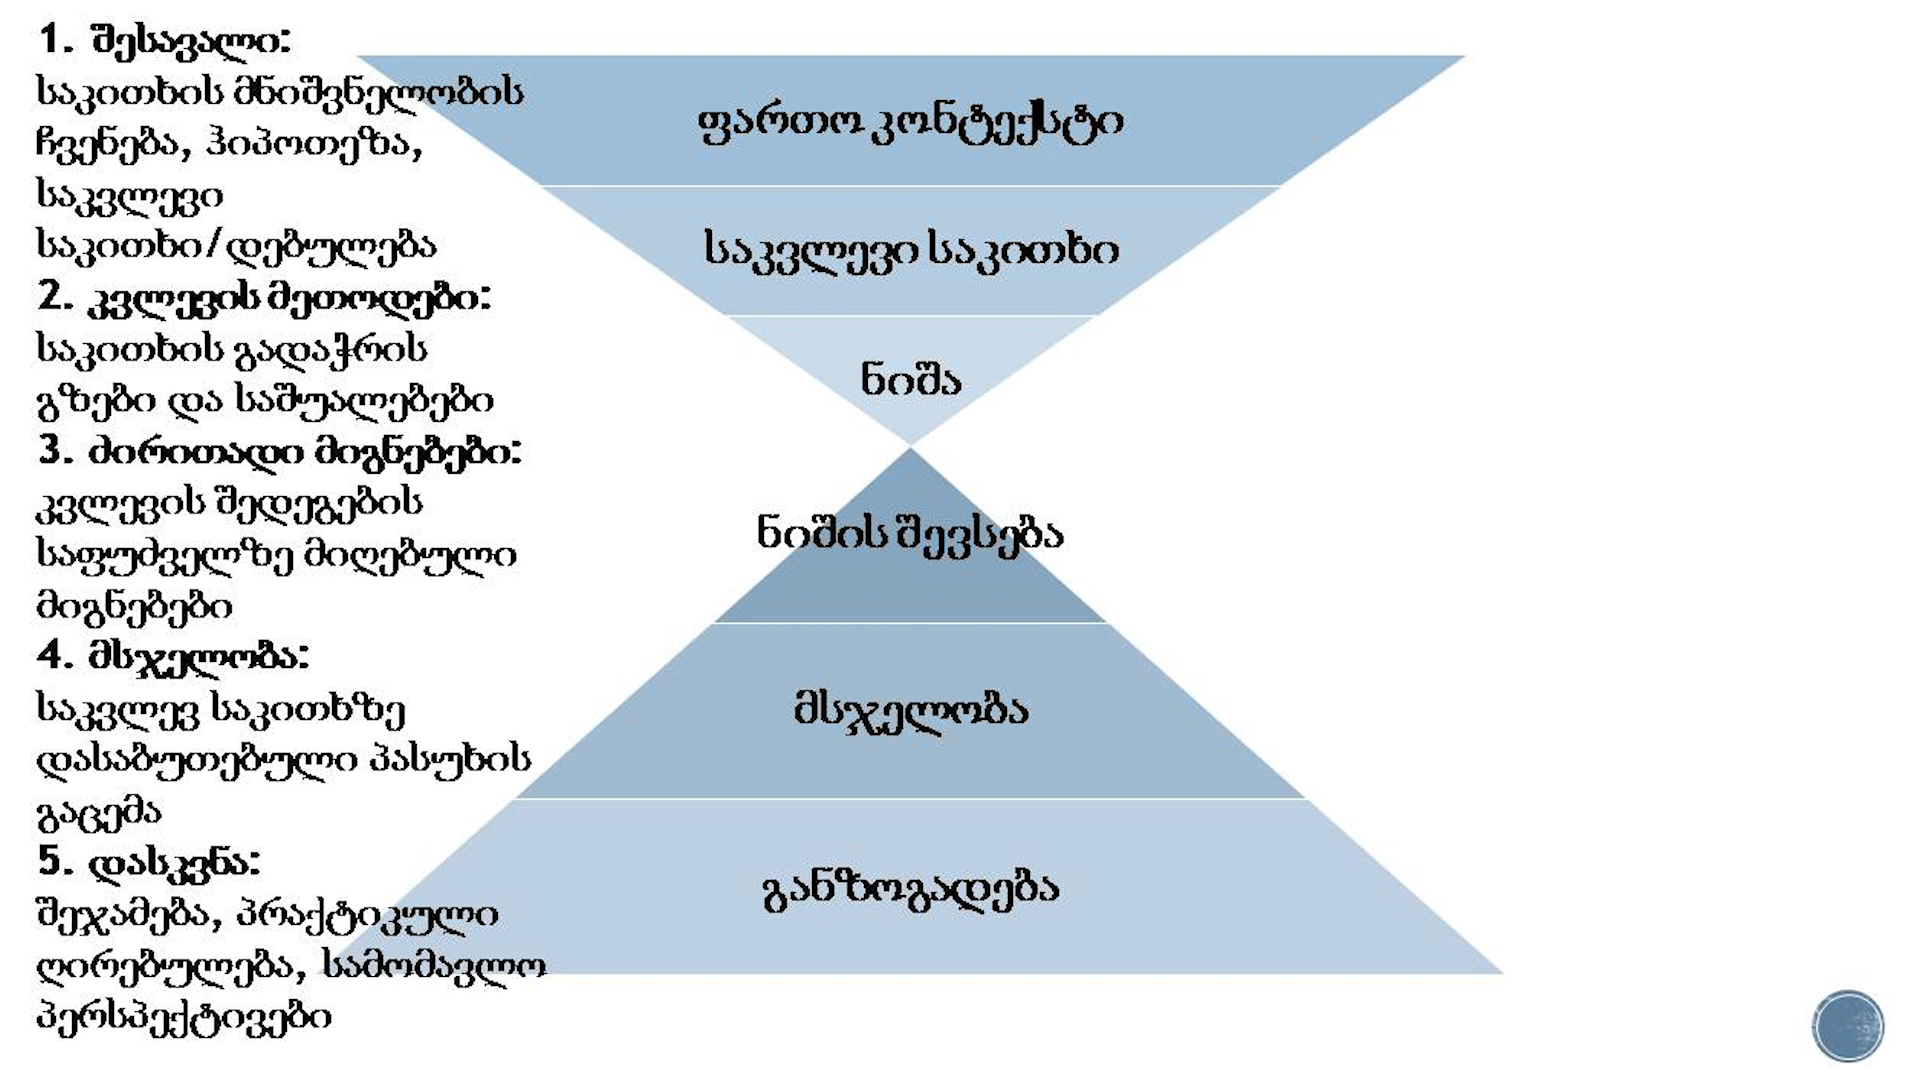 1. შესავალი:
საკითხის მნიშვნელობის
ჩვენება, ჰიპოთეზა,
საკვლევი
საკითხი/დებულება
2. კვლევის მეთოდები:
საკითხის გადაჭრის
გზები და საშუალებები
3. ძირითადი მიგნებები:
კვლევის შედეგების
საფუძველზე მიღებული
მიგნებები
4. მსჯელობა:
საკვლევ საკითხზე
დასაბუთებული პასუხის
გაცემა
5. დასკვნა:
შეჯამება, პრაქტიკული
ღირებულება, სამომავლო
პერსპექტივები
ფართო კონტექსტი
საკვლევი საკითხი
ნიშა
ნიშის შევსება
მსჯელობა
განზოგადება